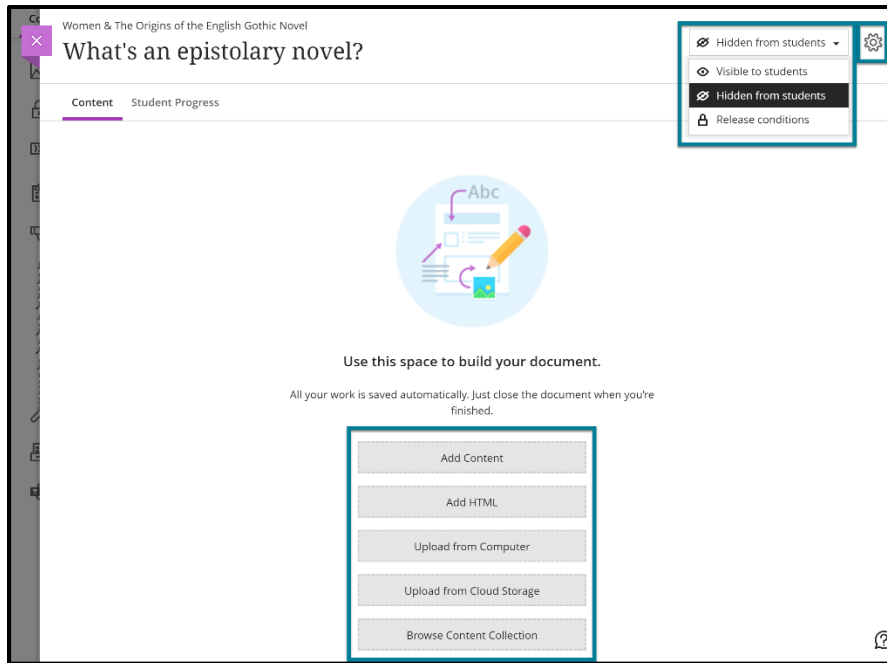 Co
Women & The Origins of the English Gothic Novel
What's an epistolary novel?
Hidden from students
Visible to students
Hidden from students
Release conditions
Content Student Progress
Abc
Use this space to build your document.
All your work is saved automatically. Just close the document when you're
finished.
Add Content
Add HTML
Upload from Computer
Upload from Cloud Storage
Browse Content Collection